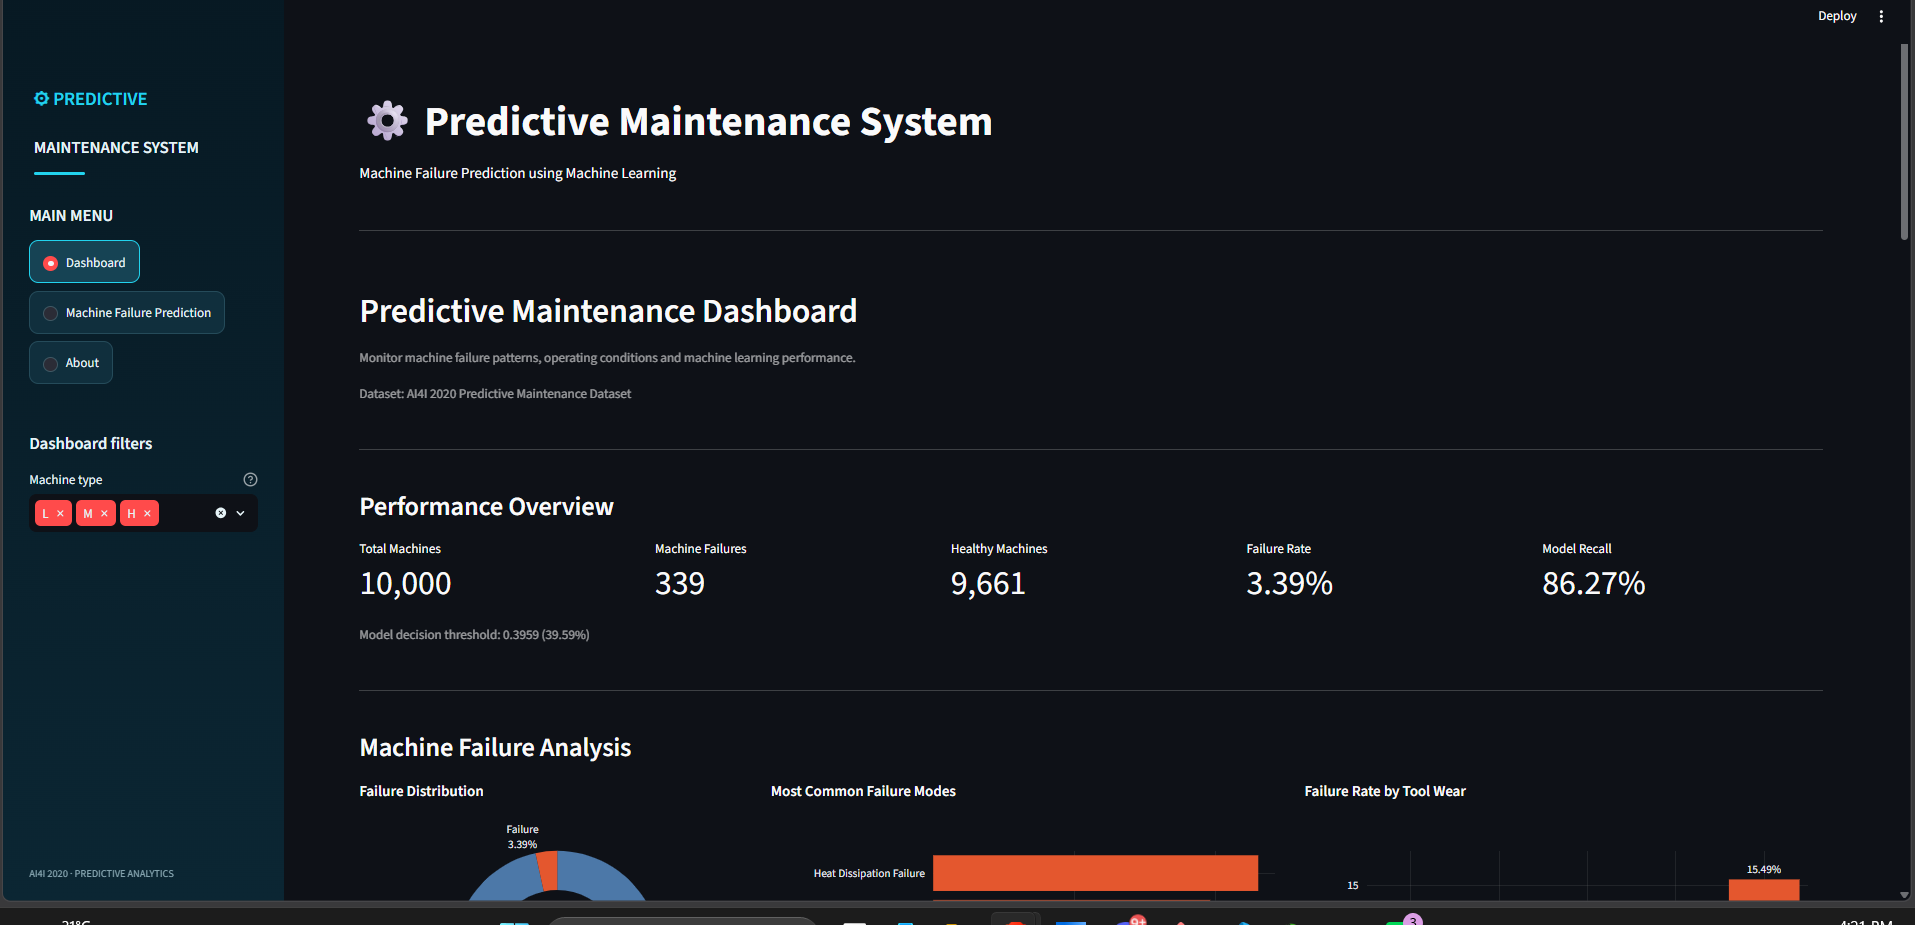 Deploy
PREDICTIVE
MAINTENANCE SYSTEM
MAIN MENU
Dashboard
Machine Failure Prediction
About
Dashboard filters
Machine type
L × M × H ×
AI4I 2020 · PREDICTIVE ANALYTICS
Predictive Maintenance System
Machine Failure Prediction using Machine Learning
Predictive Maintenance Dashboard
Monitor machine failure patterns, operating conditions and machine learning performance.
Dataset: AI4I 2020 Predictive Maintenance Dataset
Performance Overview
Total Machines
10,000
Machine Failures
339
Healthy Machines
9,661
Failure Rate
3.39%
Model Recall
86.27%
Model decision threshold: 0.3959 (39.59%)
Machine Failure Analysis
Failure Distribution
Failure
3.39%
Most Common Failure Modes
Heat Dissipation Failure
Failure Rate by Tool Wear
15.49%
15
9+
3